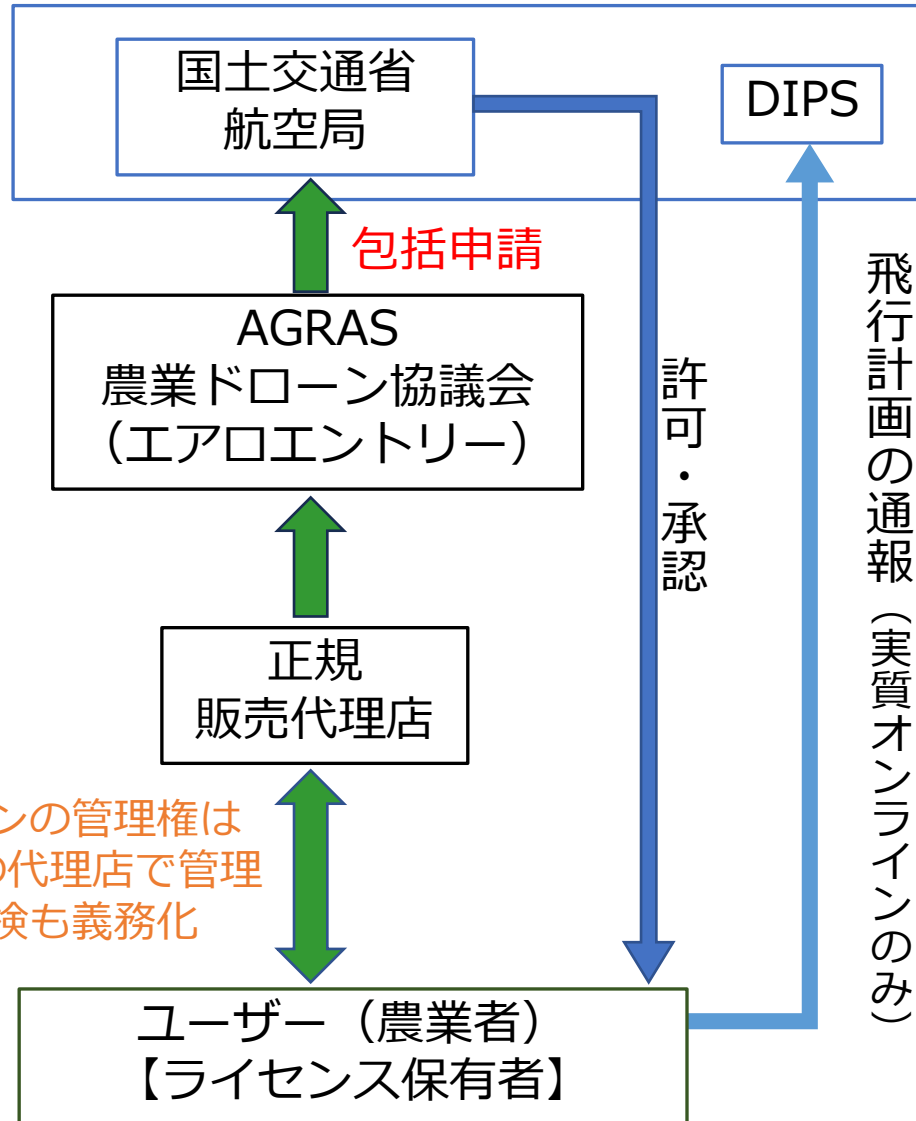 国土交通省
航空局
DIPS
包括申請
AGRAS
農業ドローン協議会
（エアロエントリー）
許可・承認
飛行計画の通報（実質オンラインのみ）
正規
販売代理店
ンの管理権は
代理店で管理
検も義務化
ユーザー（農業者）
【ライセンス保有者】